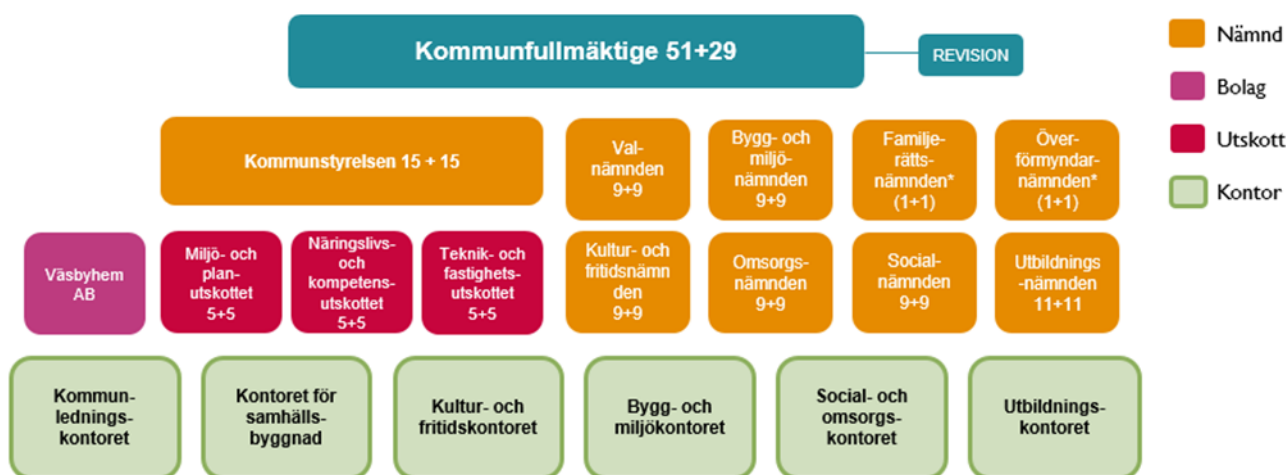 Kommunfullmäktige 51+29
REVISION
Nämnd
Bolag
Utskott
Kontor
Kommunstyrelsen 15 + 15
Val-
nämnden
9+9
Bygg- och
miljö-
nämnden
9+9
Familje-
rätts-
nämnden*
(1+1)
Över-
förmyndar-
nämnden*
(1+1)
Väsbyhem
AB
Miljö- och
plan-
utskottet
5+5
Näringslivs-
och
kompetens-
utskottet
5+5
Teknik- och
fastighets-
utskottet
5+5
Kultur- och
fritidsnämn
den
9+9
Omsorgs-
nämnden
9+9
Social-
nämnden
9+9
Utbildnings
-nämnden
11+11
Kommun-
lednings-
kontoret
Kontoret för
samhälls-
byggnad
Kultur- och
fritidskontoret
Bygg- och
miljökontoret
Social- och
omsorgs-
kontoret
Utbildnings-
kontoret